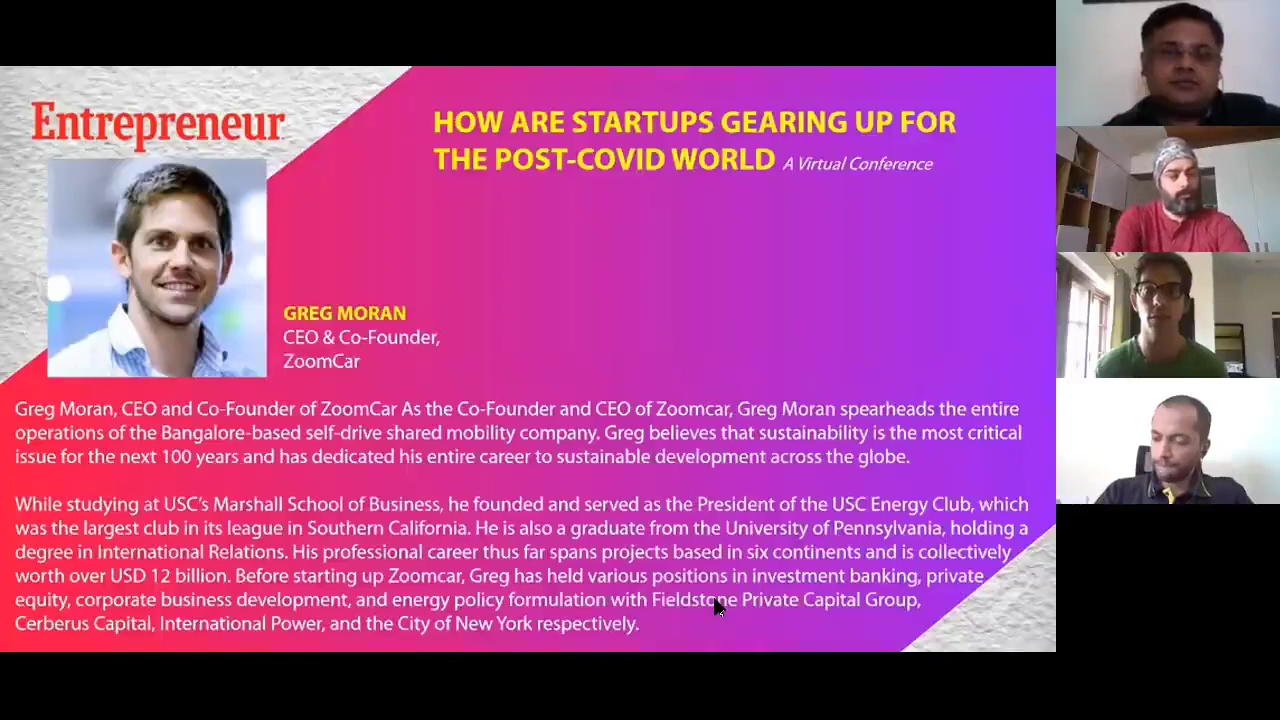 Entrepreneur
HOW ARE STARTUPS GEARING UP FOR
THE POST-COVID WORLD A Virtual Conference
GREG MORAN
CEO & Co-Founder,
ZoomCar
Greg Moran, CEO and Co-Founder of ZoomCar As the Co-Founder and CEO of Zoomcar, Greg Moran spearheads the entire
operations of the Bangalore-based self-drive shared mobility company. Greg believes that sustainability is the most critical
issue for the next 100 years and has dedicated his entire career to sustainable development across the globe.
While studying at USC's Marshall School of Business, he founded and served as the President of the USC Energy Club, which
was the largest club in its league in Southern California. He is also a graduate from the University of Pennsylvania, holding a
degree in International Relations. His professional career thus far spans projects based in six continents and is collectively
worth over USD 12 billion. Before starting up Zoomcar, Greg has held various positions in investment banking, private
equity, corporate business development, and energy policy formulation with Fieldstone Private Capital Group,
Cerberus Capital, International Power, and the City of New York respectively.